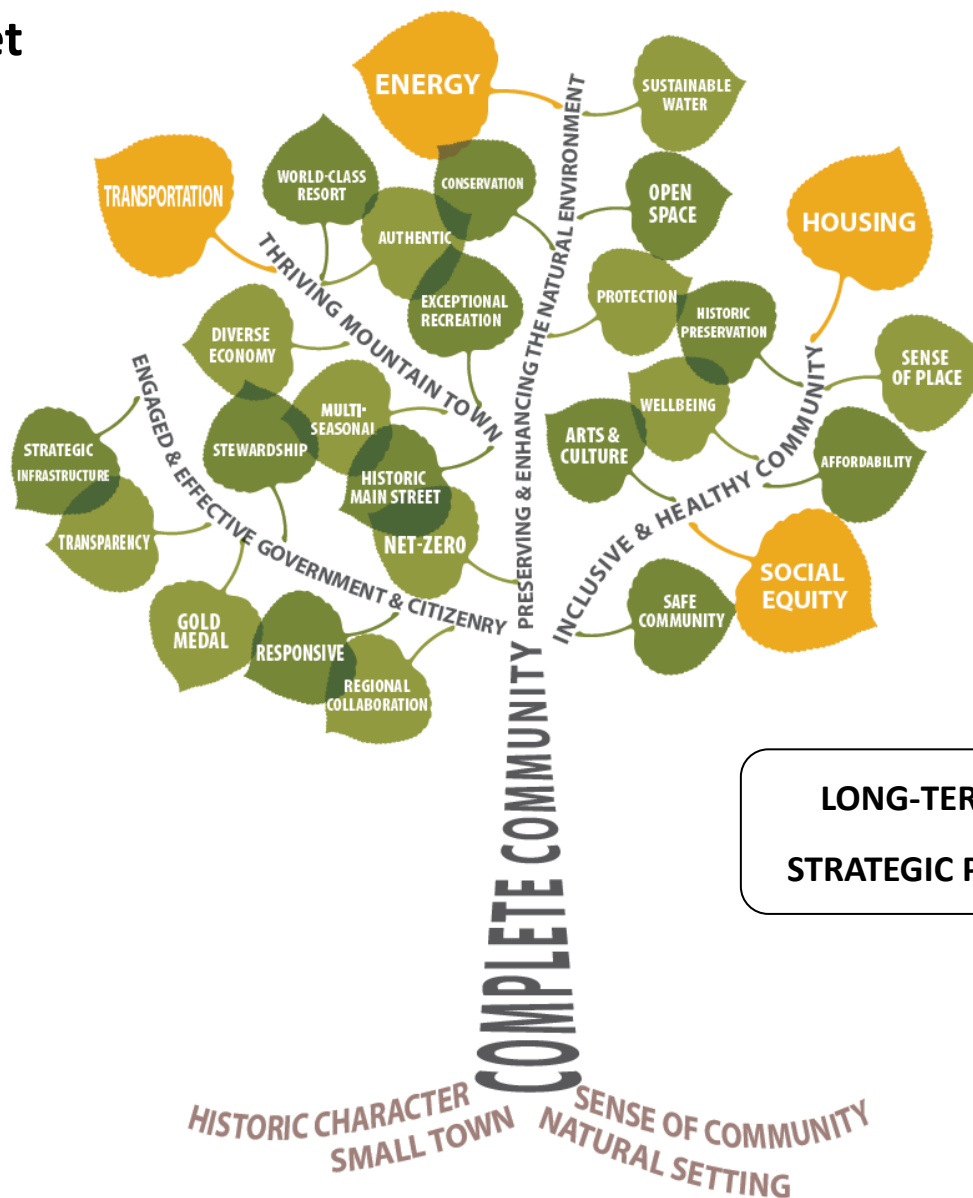 et
ENERGY
SUSTAINABLE
WATER
TRANSPORTATION
WORLD-CLASS
RESORT
CONSERVATION
OPEN
SPACE
HOUSING
AUTHENTIC
THRIVING MOUNTAIN TOWN
EXCEPTIONAL
RECREATION
PRESERVING & ENHANCING THE NATURAL ENVIRONMENT
PROTECTION
HISTORIC
PRESERVATION
DIVERSE
ECONOMY
SENSE
OF PLACE
ENGAGED & EFFECTIVE GOVERNMENT & CITIZENRY
MULTI-
SEASONAL
WELLBEING
STRATEGIC
INFRASTRUCTURE
STEWARDSHIP
HISTORIC
MAIN STREET
ARTS &
CULTURE
AFFORDABILITY
INCLUSIVE & HEALTHY COMMUNITY
TRANSPARENCY
NET-ZERO
SOCIAL
EQUITY
GOLD
MEDAL
RESPONSIVE
SAFE
COMMUNITY
REGIONAL
COLLABORATION
COMPLETE COMMUNITY
LONG-TER
STRATEGIC P
HISTORIC CHARACTER
SMALL TOWN
SENSE OF COMMUNITY
NATURAL SETTING